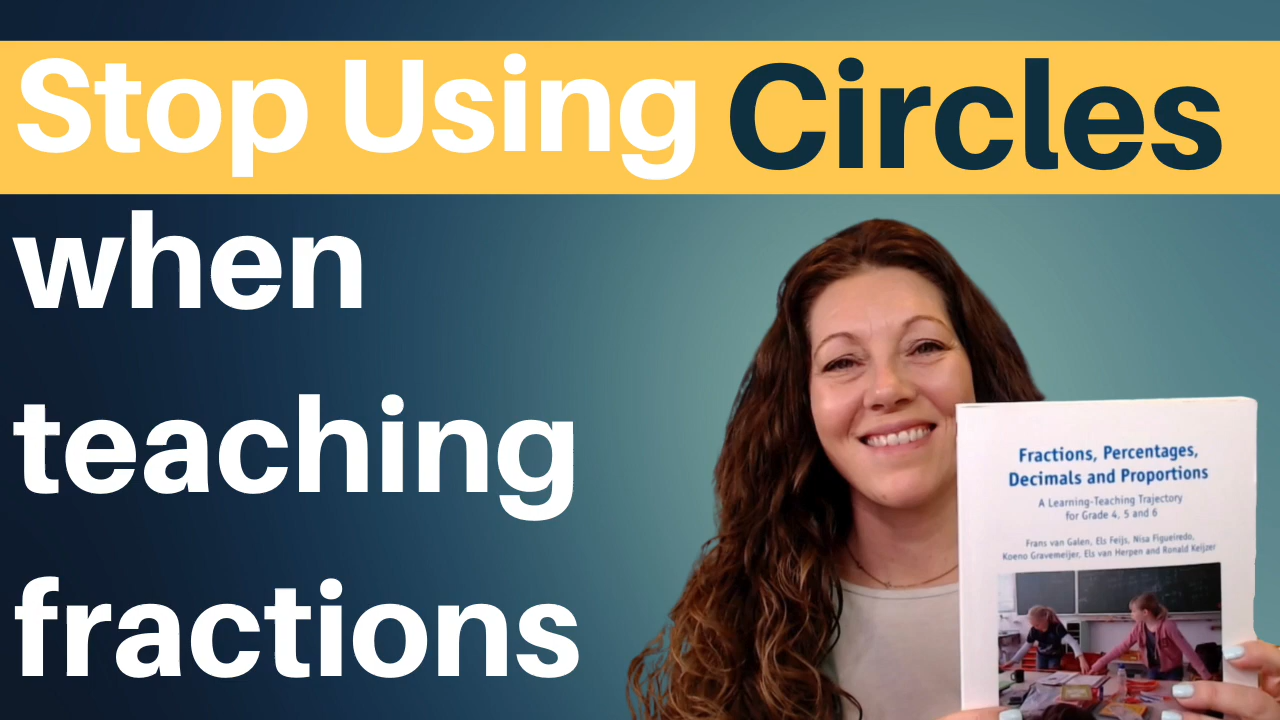 Stop Using Circles
when
teaching
fractions
Fractions, Percentages,
Decimals and Proportions
A Learning-Teaching Trajectory
for Grade 4, 5 and 6
Frans van Galen, Els Feijs, Nisa Figueiredo,
Koeno Gravemeijer, Els van Herpen and Ronald Keijzer